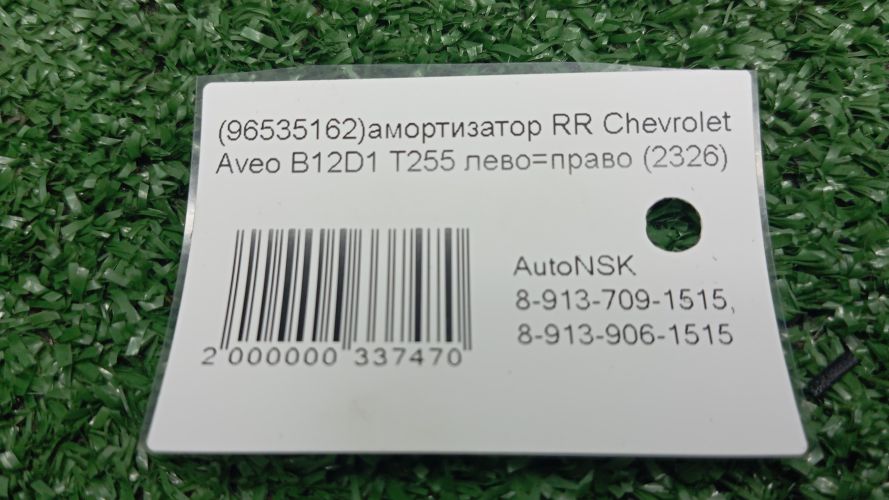 (96535162)амортизатор RR Chevrolet
Aveo B12D1 T255 лево=право (2326)
AutoNSK
8-913-709-1515,
8-913-906-1515
2 000000 337470